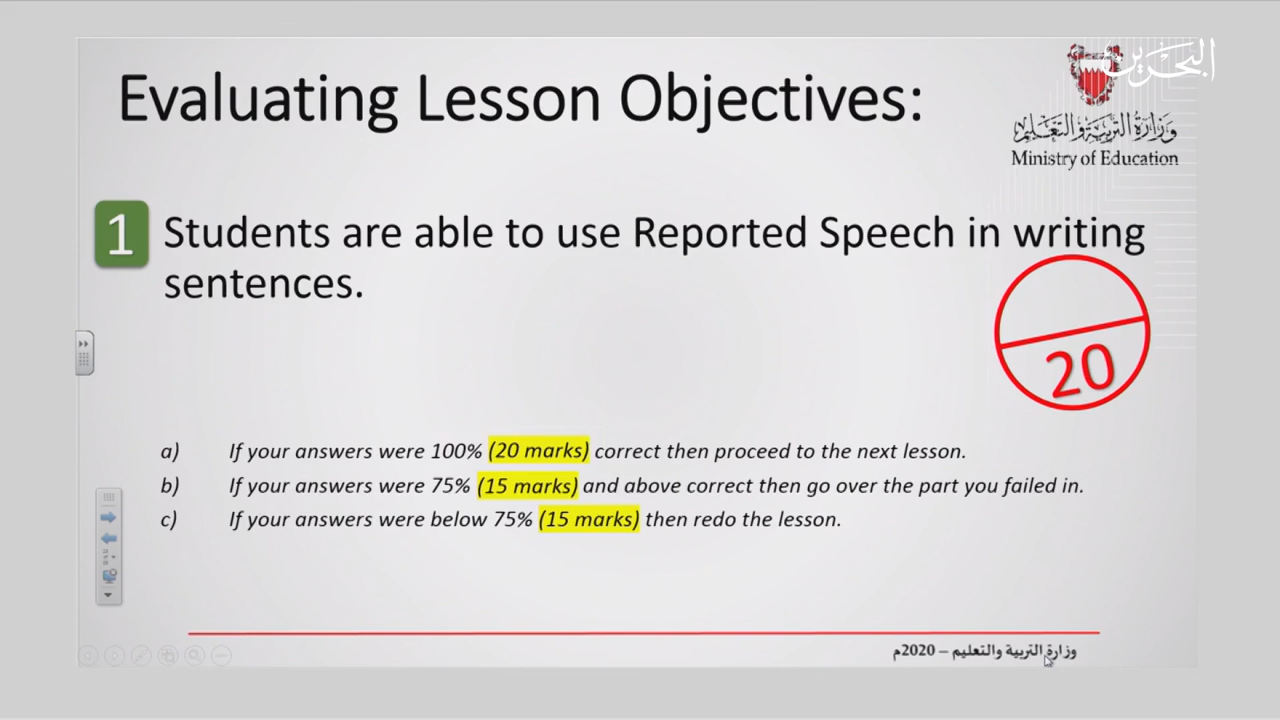 البحرين
Evaluating Lesson Objectives:
وزارة التربية والتعليم
Ministry of Education
1 Students are able to use Reported Speech in writing
sentences.
20
a) If your answers were 100% (20 marks) correct then proceed to the next lesson.
b) If your answers were 75% (15 marks) and above correct then go over the part you failed in.
c) If your answers were below 75% (15 marks) then redo the lesson.
وزارة التربية والتعليم – 2020م